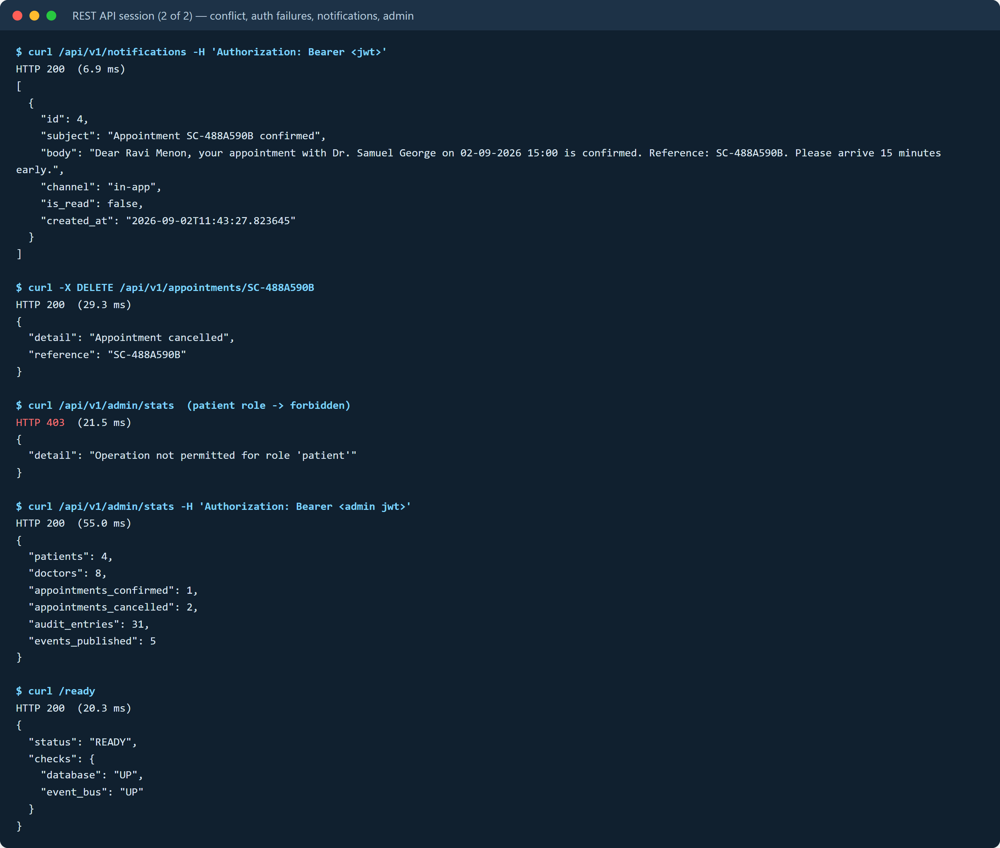 REST API session (2 of 2) — conflict, auth failures, notifications, admin
$ curl /api/v1/notifications -H 'Authorization: Bearer <jwt>'
HTTP 200  (6.9 ms)
[
  {
    "id": 4,
    "subject": "Appointment SC-488A590B confirmed",
    "body": "Dear Ravi Menon, your appointment with Dr. Samuel George on 02-09-2026 15:00 is confirmed. Reference: SC-488A590B. Please arrive 15 minutes
early.",
    "channel": "in-app",
    "is_read": false,
    "created_at": "2026-09-02T11:43:27.823645"
  }
]
$ curl -X DELETE /api/v1/appointments/SC-488A590B
HTTP 200  (29.3 ms)
{
  "detail": "Appointment cancelled",
  "reference": "SC-488A590B"
}
$ curl /api/v1/admin/stats  (patient role -> forbidden)
HTTP 403  (21.5 ms)
{
  "detail": "Operation not permitted for role 'patient'"
}
$ curl /api/v1/admin/stats -H 'Authorization: Bearer <admin jwt>'
HTTP 200  (55.0 ms)
{
  "patients": 4,
  "doctors": 8,
  "appointments_confirmed": 1,
  "appointments_cancelled": 2,
  "audit_entries": 31,
  "events_published": 5
}
$ curl /ready
HTTP 200  (20.3 ms)
{
  "status": "READY",
  "checks": {
    "database": "UP",
    "event_bus": "UP"
  }
}